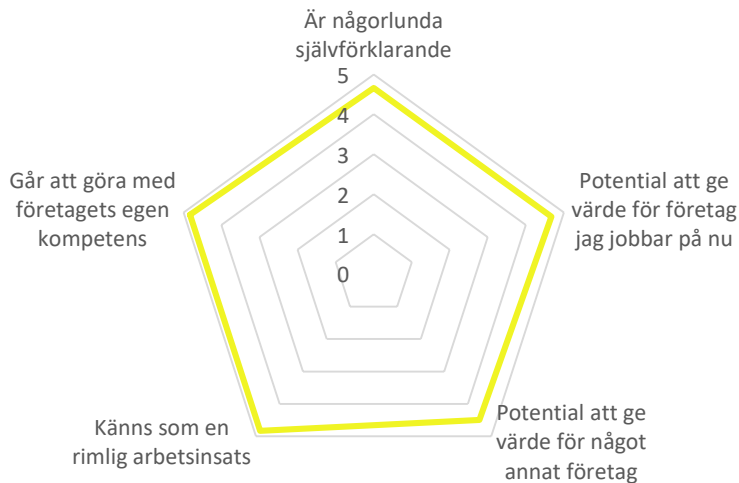 Är någorlunda
självförklarande
5
4
3
2
1
0
Potential att ge
värde för företag
jag jobbar på nu
Potential att ge
värde för något
annat företag
Känns som en
rimlig arbetsinsats
Går att göra med
företagets egen
kompetens